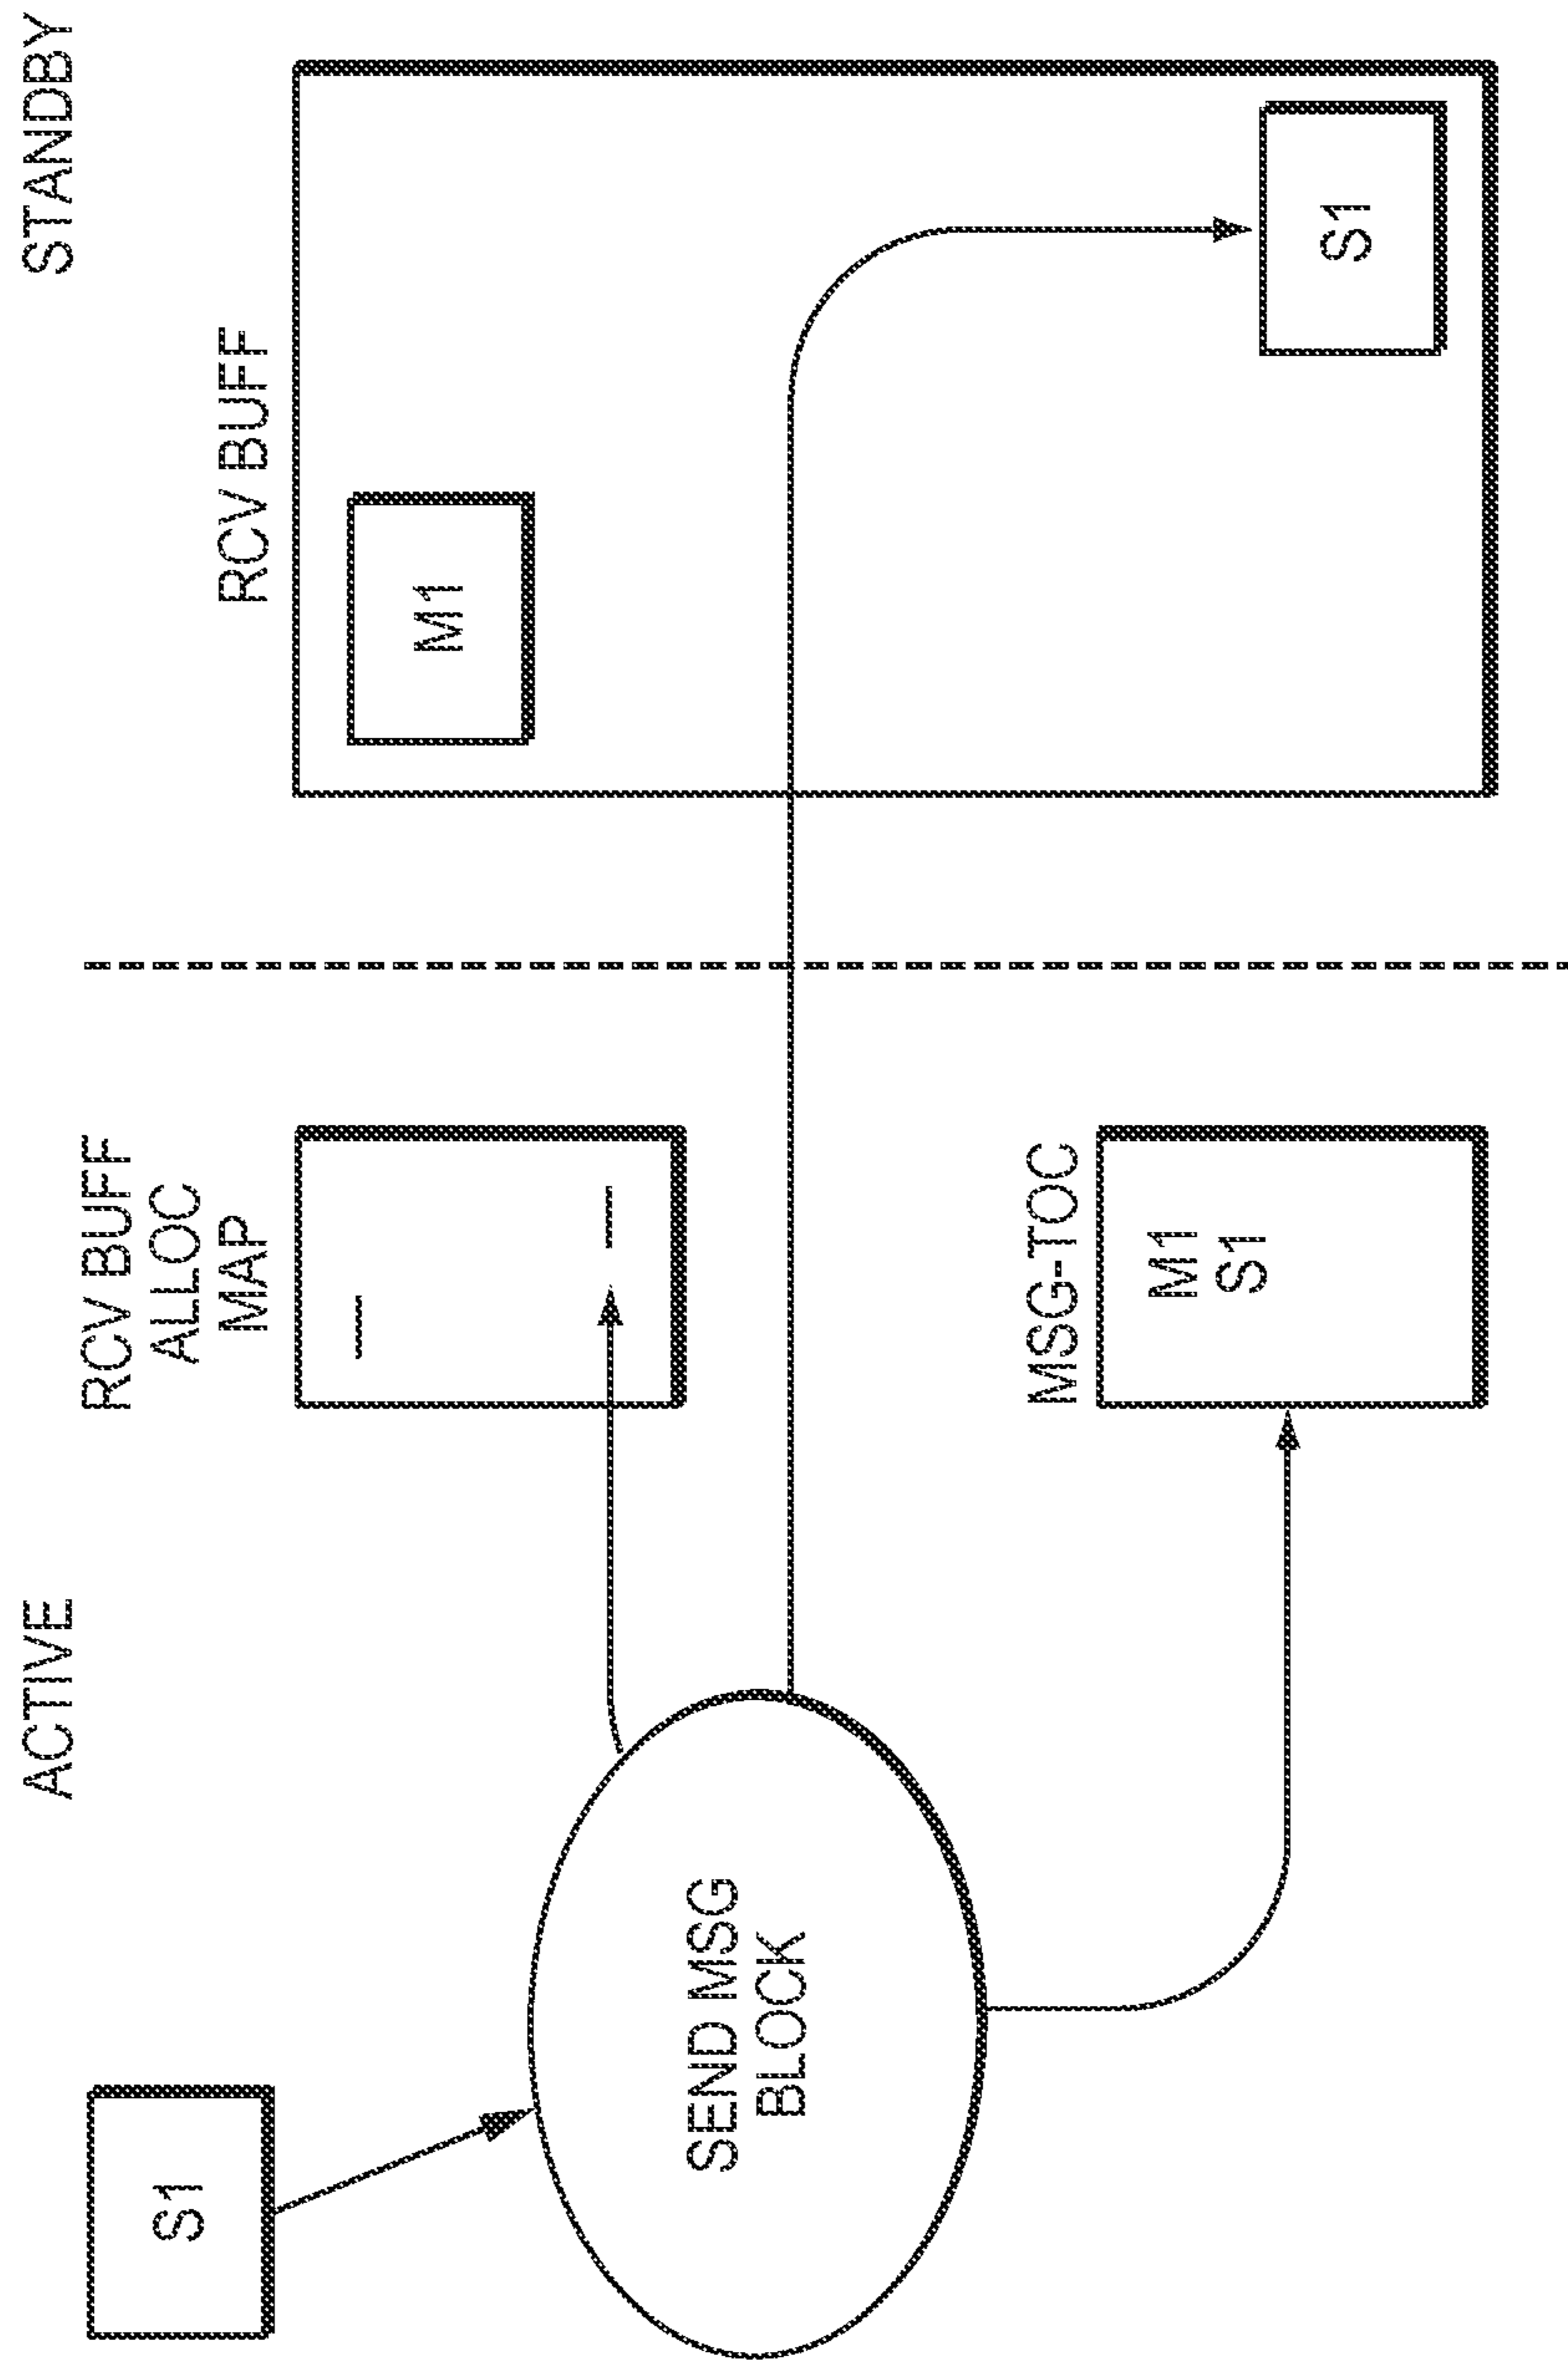 ACTIVE
STANDBY
S1
RCV BUFF
ALLOC
MAP
RCV BUFF
M1
SEND MSG
BLOCK
MSG-TOC
M1
S1
S1